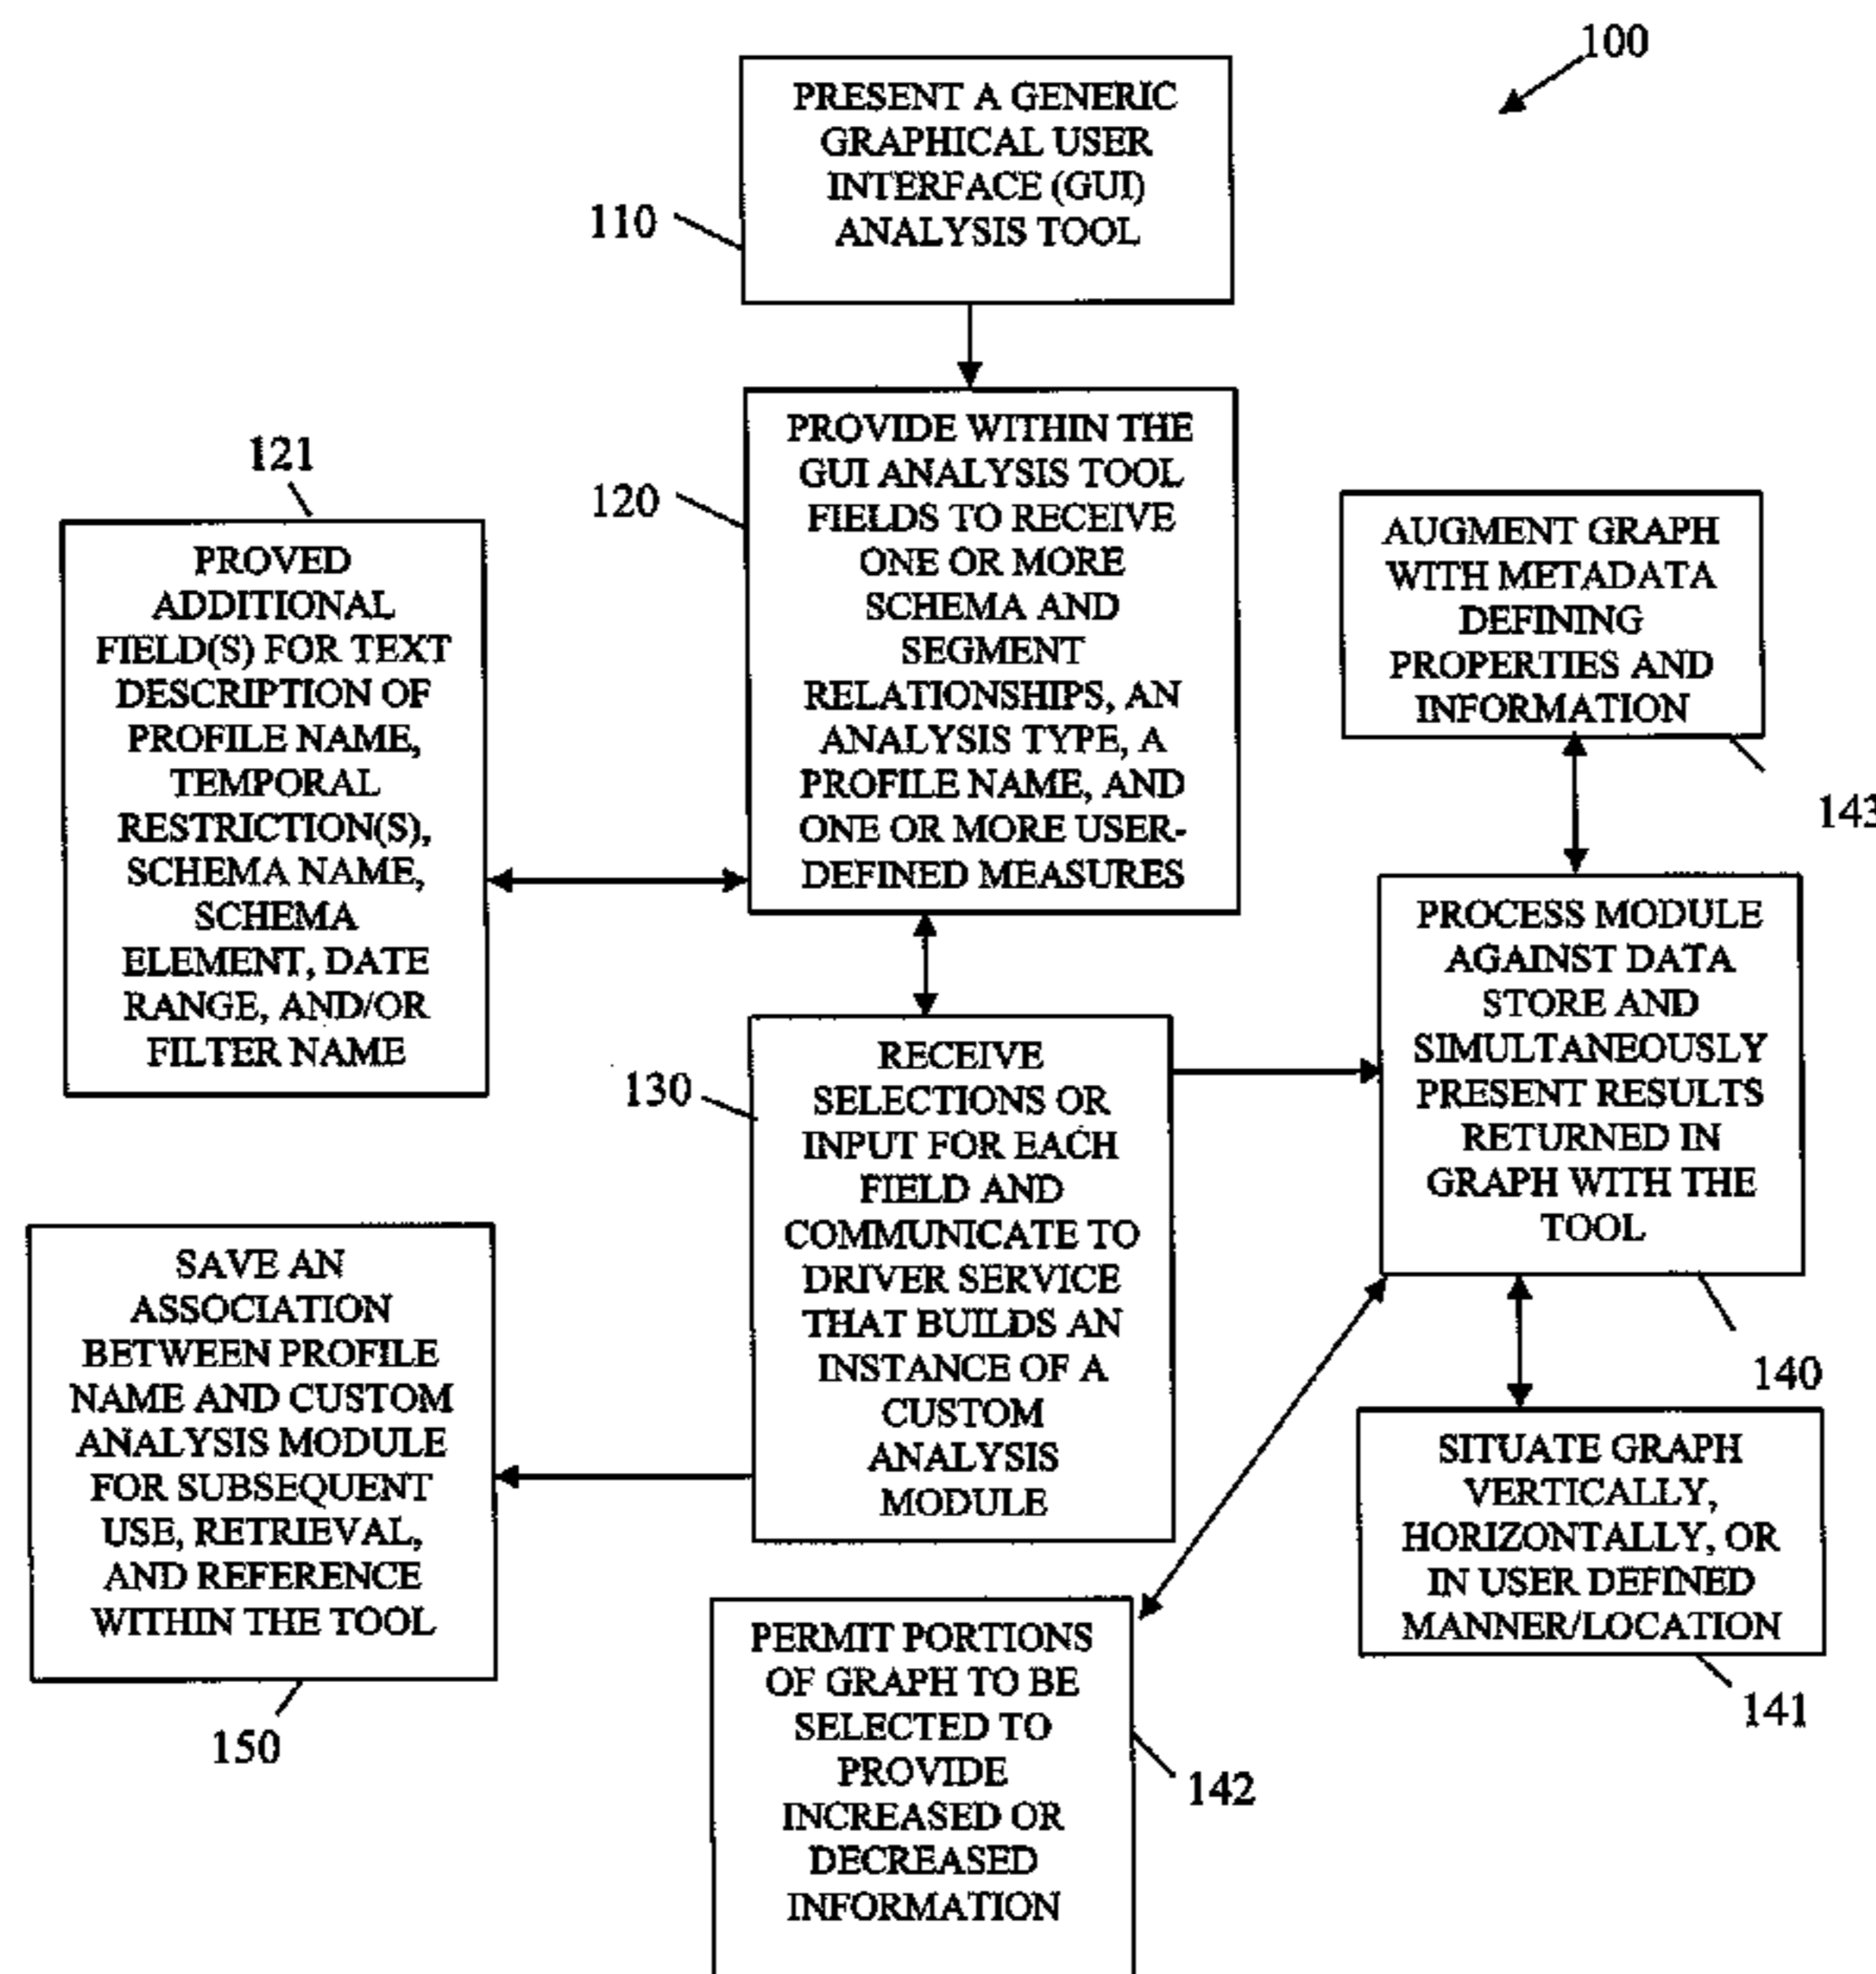 100
PRESENT A GENERIC
GRAPHICAL USER
INTERFACE (GUI)
ANALYSIS TOOL
110
PROVIDE WITHIN THE
GUI ANALYSIS TOOL
FIELDS TO RECEIVE
ONE OR MORE
SCHEMA AND
SEGMENT
RELATIONSHIPS, AN
ANALYSIS TYPE, A
PROFILE NAME, AND
ONE OR MORE USER-
DEFINED MEASURES
120
121
PROVED
ADDITIONAL
FIELD(S) FOR TEXT
DESCRIPTION OF
PROFILE NAME,
TEMPORAL
RESTRICTION(S),
SCHEMA NAME,
SCHEMA
ELEMENT, DATE
RANGE, AND/OR
FILTER NAME
AUGMENT GRAPH
WITH METADATA
DEFINING
PROPERTIES AND
INFORMATION
143
130
RECEIVE
SELECTIONS OR
INPUT FOR EACH
FIELD AND
COMMUNICATE TO
DRIVER SERVICE
THAT BUILDS AN
INSTANCE OF A
CUSTOM
ANALYSIS
MODULE
PROCESS MODULE
AGAINST DATA
STORE AND
SIMULTANEOUSLY
PRESENT RESULTS
RETURNED IN
GRAPH WITH THE
TOOL
140
SAVE AN
ASSOCIATION
BETWEEN PROFILE
NAME AND CUSTOM
ANALYSIS MODULE
FOR SUBSEQUENT
USE, RETRIEVAL,
AND REFERENCE
WITHIN THE TOOL
150
SITUATE GRAPH
VERTICALLY,
HORIZONTALLY, OR
IN USER DEFINED
MANNER/LOCATION
141
PERMIT PORTIONS
OF GRAPH TO BE
SELECTED TO
PROVIDE
INCREASED OR
DECREASED
INFORMATION
142